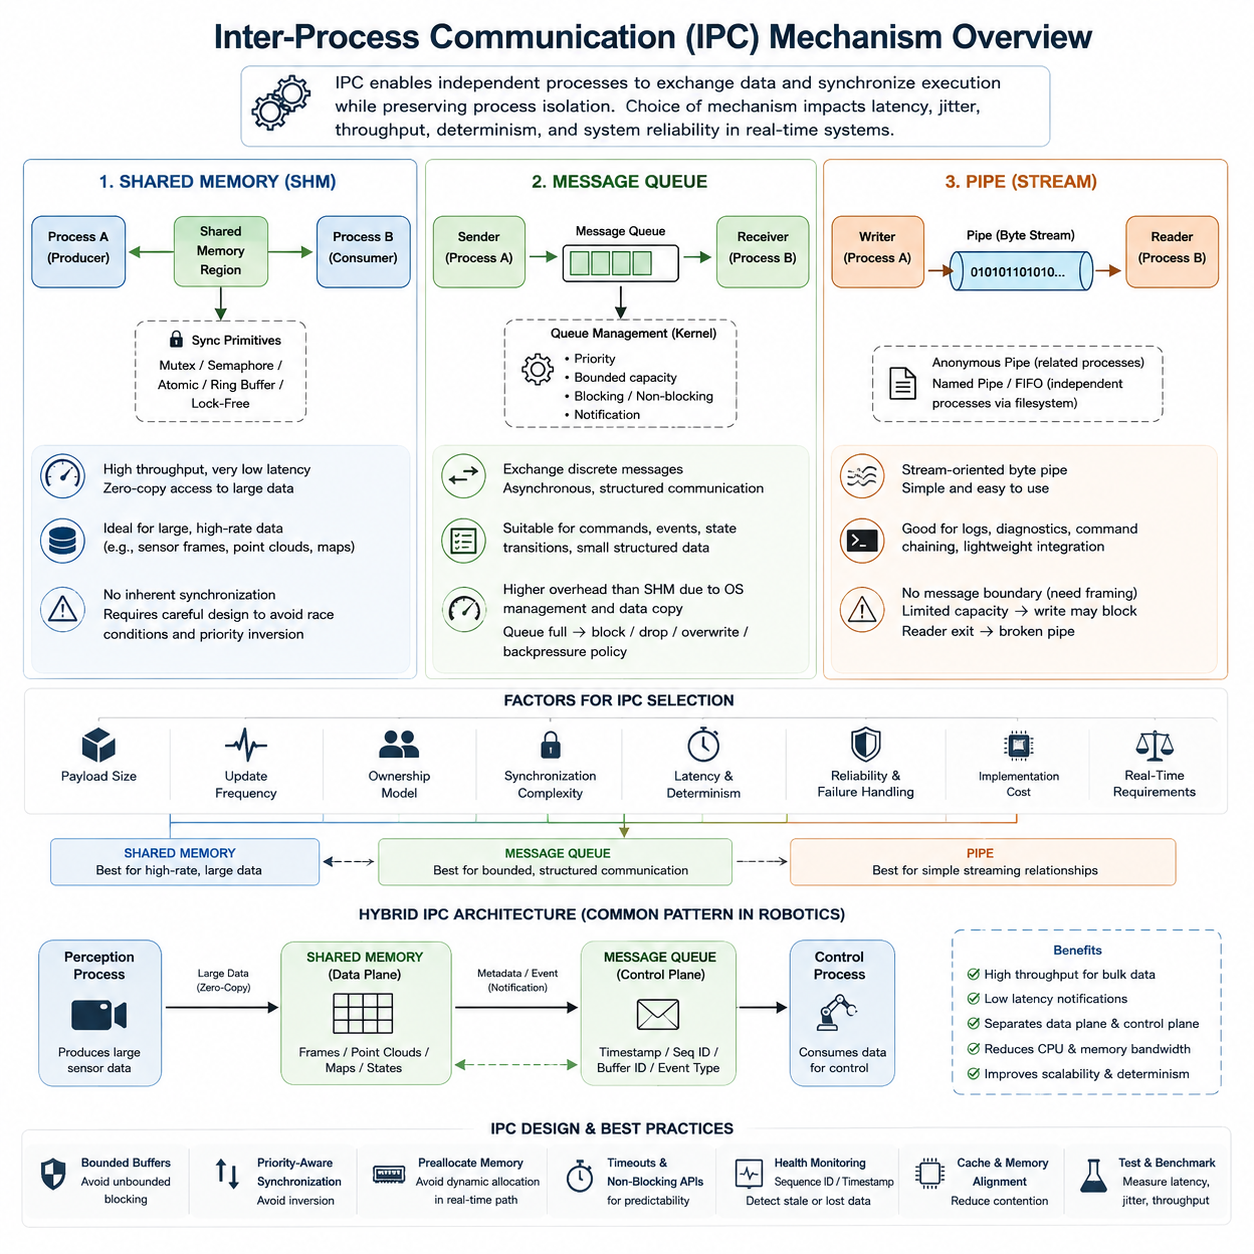 Inter-Process Communication (IPC) Mechanism Overview
IPC enables independent processes to exchange data and synchronize execution
while preserving process isolation. Choice of mechanism impacts latency, jitter,
throughput, determinism, and system reliability in real-time systems.
1. SHARED MEMORY (SHM)
Process A
(Producer)
Shared
Memory
Region
Process B
(Consumer)
Sync Primitives
Mutex / Semaphore /
Atomic / Ring Buffer /
Lock-Free
High throughput, very low latency
Zero-copy access to large data
Ideal for large, high-rate data
(e.g., sensor frames, point clouds, maps)
No inherent synchronization
Requires careful design to avoid race
conditions and priority inversion
2. MESSAGE QUEUE
Sender
(Process A)
Message Queue
Receiver
(Process B)
Queue Management (Kernel)
• Priority
• Bounded capacity
• Blocking / Non-blocking
• Notification
Exchange discrete messages
Asynchronous, structured communication
Suitable for commands, events, state
transitions, small structured data
Higher overhead than SHM due to OS
management and data copy
Queue full → block / drop / overwrite /
backpressure policy
3. PIPE (STREAM)
Writer
(Process A)
Pipe (Byte Stream)
010101101010...
Reader
(Process B)
Anonymous Pipe (related processes)
Named Pipe / FIFO (independent
processes via filesystem)
Stream-oriented byte pipe
Simple and easy to use
Good for logs, diagnostics, command
chaining, lightweight integration
No message boundary (need framing)
Limited capacity → write may block
Reader exit → broken pipe
FACTORS FOR IPC SELECTION
Payload Size
Update
Frequency
Ownership
Model
Synchronization
Complexity
Latency &
Determinism
Reliability &
Failure Handling
Implementation
Cost
Real-Time
Requirements
SHARED MEMORY
Best for high-rate, large data
MESSAGE QUEUE
Best for bounded, structured communication
PIPE
Best for simple streaming relationships
HYBRID IPC ARCHITECTURE (COMMON PATTERN IN ROBOTICS)
Perception
Process
Produces large
sensor data
Large Data
(Zero-Copy)
SHARED MEMORY
(Data Plane)
Frames / Point Clouds /
Maps / States
Metadata / Event
(Notification)
MESSAGE QUEUE
(Control Plane)
Timestamp / Seq ID /
Buffer ID / Event Type
Control
Process
Consumes data
for control
Benefits
High throughput for bulk data
Low latency notifications
Separates data plane & control plane
Reduces CPU & memory bandwidth
Improves scalability & determinism
IPC DESIGN & BEST PRACTICES
Bounded Buffers
Avoid unbounded
blocking
Priority-Aware
Synchronization
Avoid inversion
Preallocate Memory
Avoid dynamic allocation
in real-time path
Timeouts &
Non-Blocking APIs
for predictability
Health Monitoring
Sequence ID / Timestamp
Detect stale or lost data
Cache & Memory
Alignment
Reduce contention
Test & Benchmark
Measure latency,
jitter, throughput